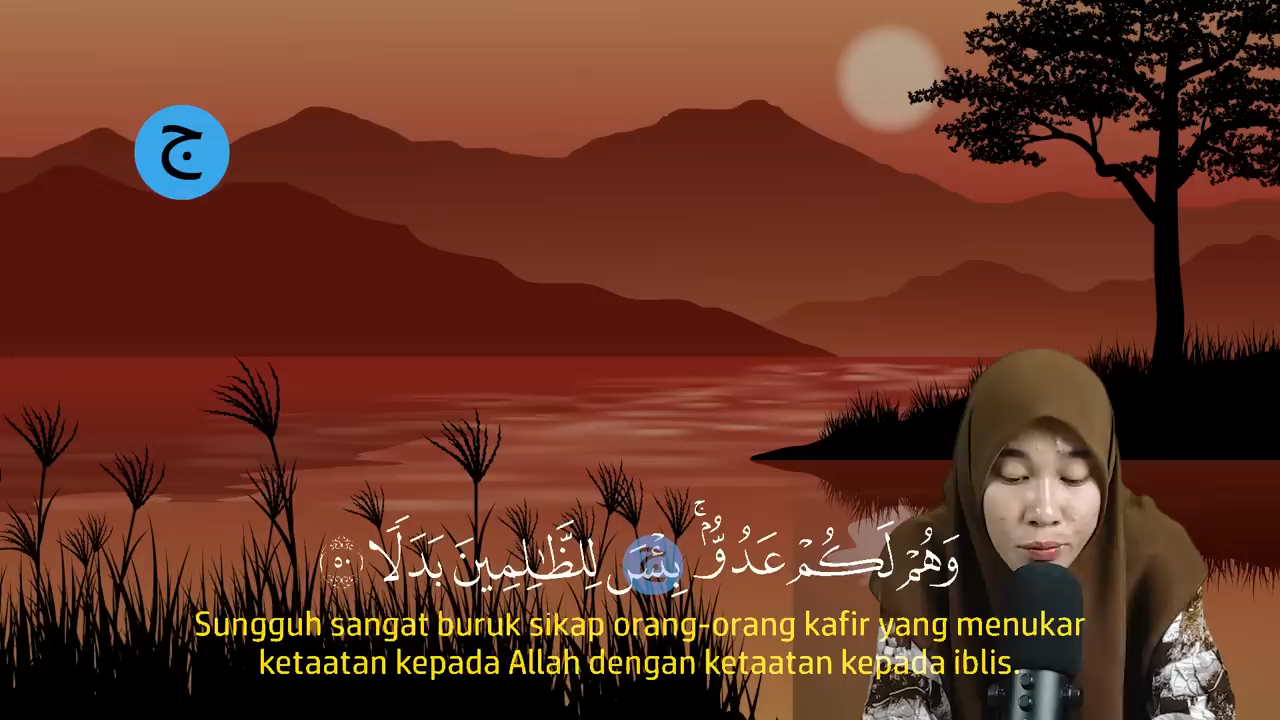 ج
وَهُمْ لَكُمْ عَدُوٌّۢ ۚ بِئْسَ لِلظَّـٰلِمِينَ بَدَلًا ۝٥٠
Sungguh sangat buruk sikap orang-orang kafir yang menukar
ketaatan kepada Allah dengan ketaatan kepada iblis.